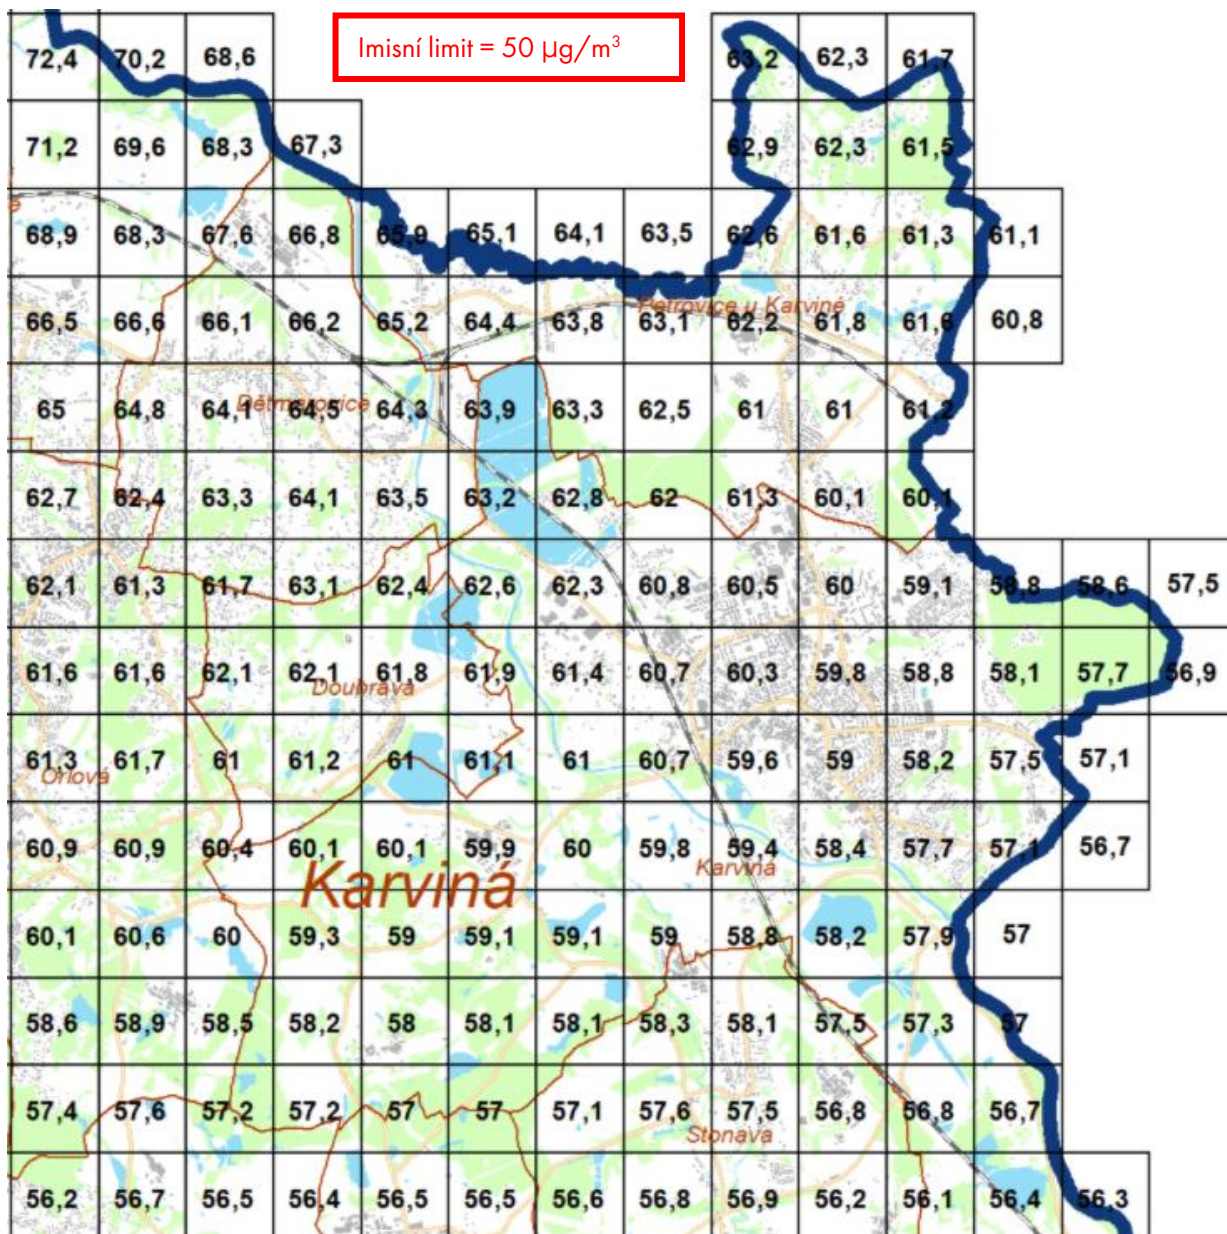 Imisní limit = 50 µg/m³
72,4 70,2 68,6 63,2 62,3 61,7
71,2 69,6 68,3 67,3 62,9 62,3 61,5
68,9 68,3 67,6 66,8 65,9 65,1 64,1 63,5 62,6 61,6 61,3 61,1
Petrovice u Karviné
66,5 66,6 66,1 66,2 65,2 64,4 63,8 63,1 62,2 61,8 61,6 60,8
Dětmarovice
65 64,8 64,1 64,5 64,3 63,9 63,3 62,5 61 61 61,2
62,7 62,4 63,3 64,1 63,5 63,2 62,8 62 61,3 60,1 60,1
62,1 61,3 61,7 63,1 62,4 62,6 62,3 60,8 60,5 60 59,1 58,8 58,6 57,5
61,6 61,6 62,1 62,1 61,8 61,9 61,4 60,7 60,3 59,8 58,8 58,1 57,7 56,9
Doubrava
61,3 61,7 61 61,2 61 61,1 61 60,7 59,6 59 58,2 57,5 57,1
Orlová
60,9 60,9 60,4 60,1 60,1 59,9 60 59,8 59,4 58,4 57,7 57,1 56,7
Karviná
Karviná
60,1 60,6 60 59,3 59 59,1 59,1 59 58,8 58,2 57,9 57
58,6 58,9 58,5 58,2 58 58,1 58,1 58,3 58,1 57,5 57,3 57
57,4 57,6 57,2 57,2 57 57 57,1 57,6 57,5 56,8 56,8 56,7
Stonava
56,2 56,7 56,5 56,4 56,5 56,5 56,6 56,8 56,9 56,2 56,1 56,4 56,3